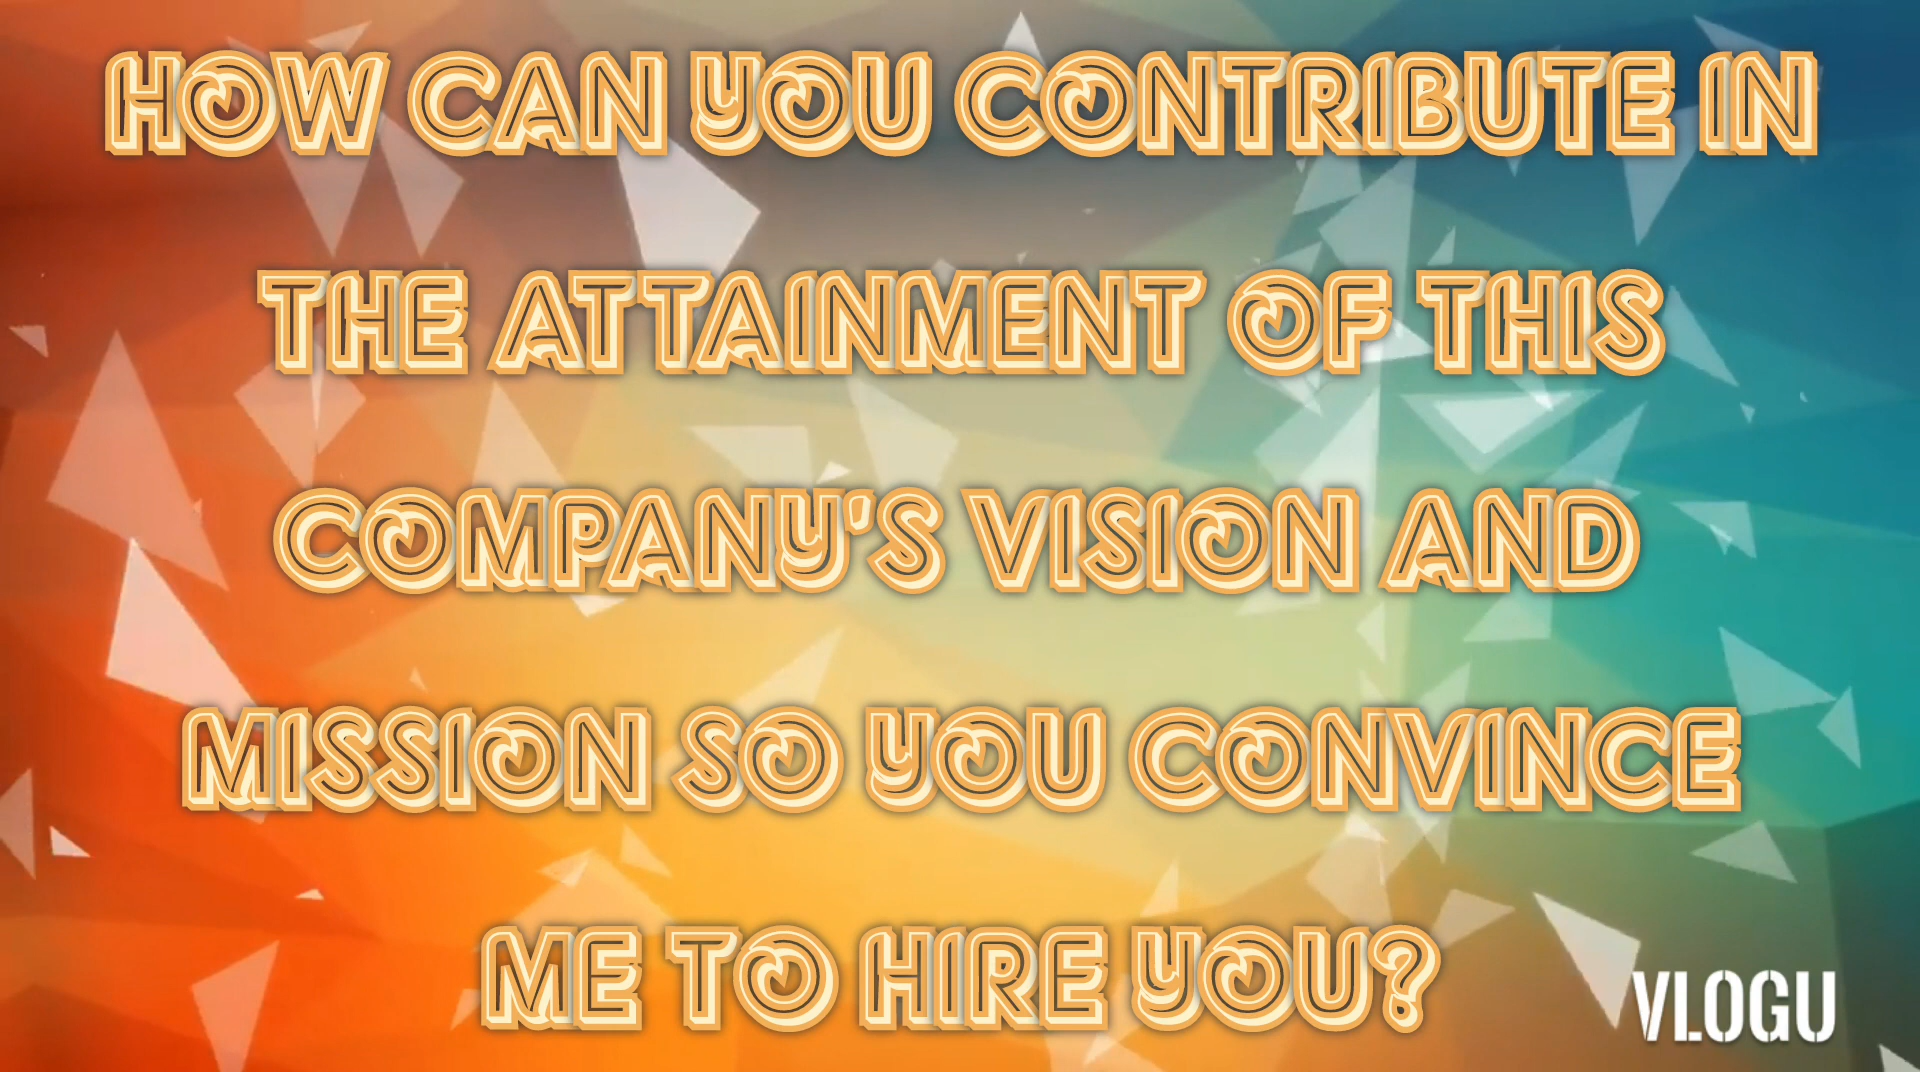 HOW CAN YOU CONTRIBUTE IN
THE ATTAINMENT OF THIS
COMPANY'S VISION AND
MISSION SO YOU CONVINCE
ME TO HIRE YOU?
VLOGU